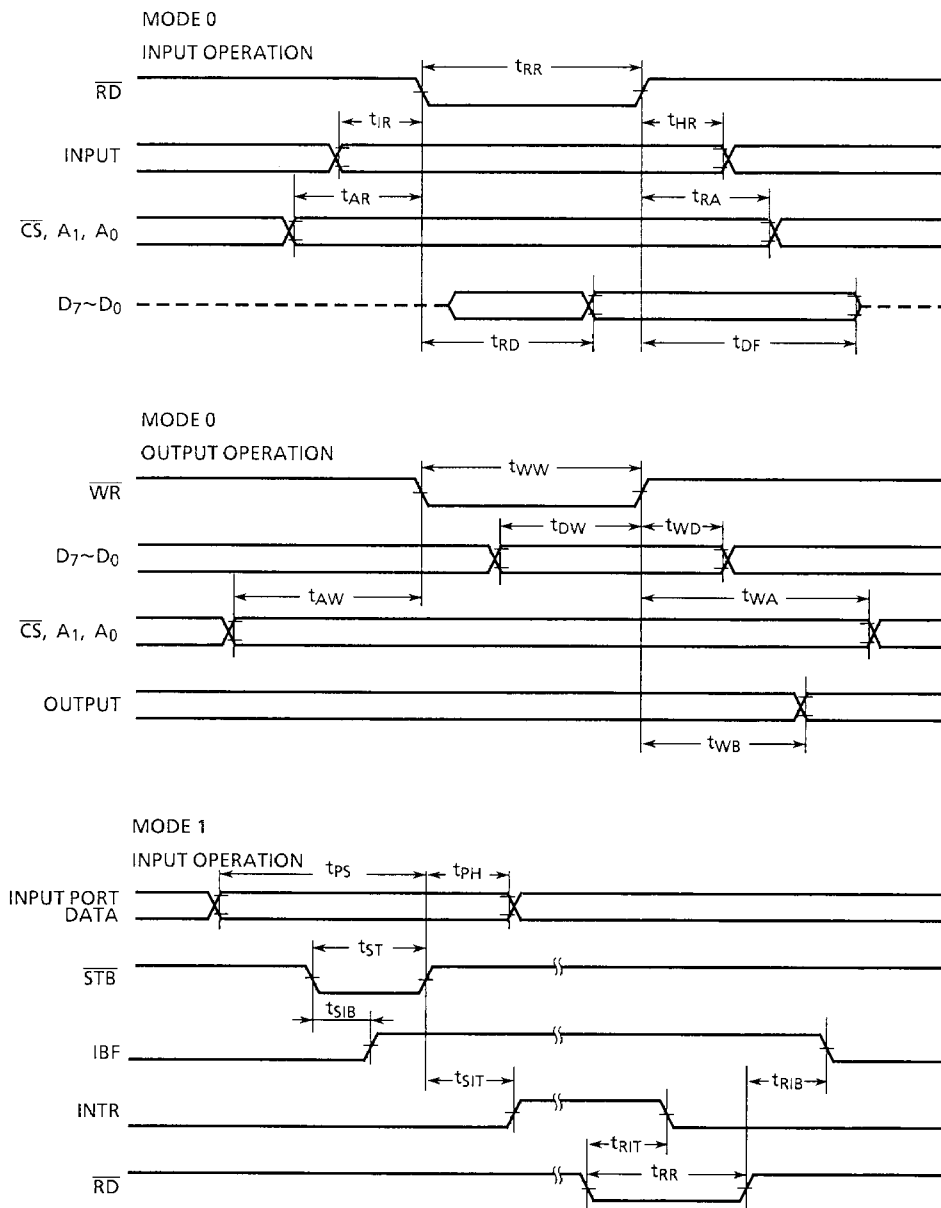 MODE 0
INPUT OPERATION
RD
tRR
tIR
tHR
INPUT
tAR
tRA
CS, A1, A0
D7~D0
tRD
tDF
MODE 0
OUTPUT OPERATION
WR
tWW
tDW
tWD
D7~D0
tAW
tWA
CS, A1, A0
OUTPUT
tWB
MODE 1
INPUT OPERATION
tPS
tPH
INPUT PORT
DATA
tST
STB
tSIB
IBF
tSIT
tRIB
INTR
tRIT
tRR
RD